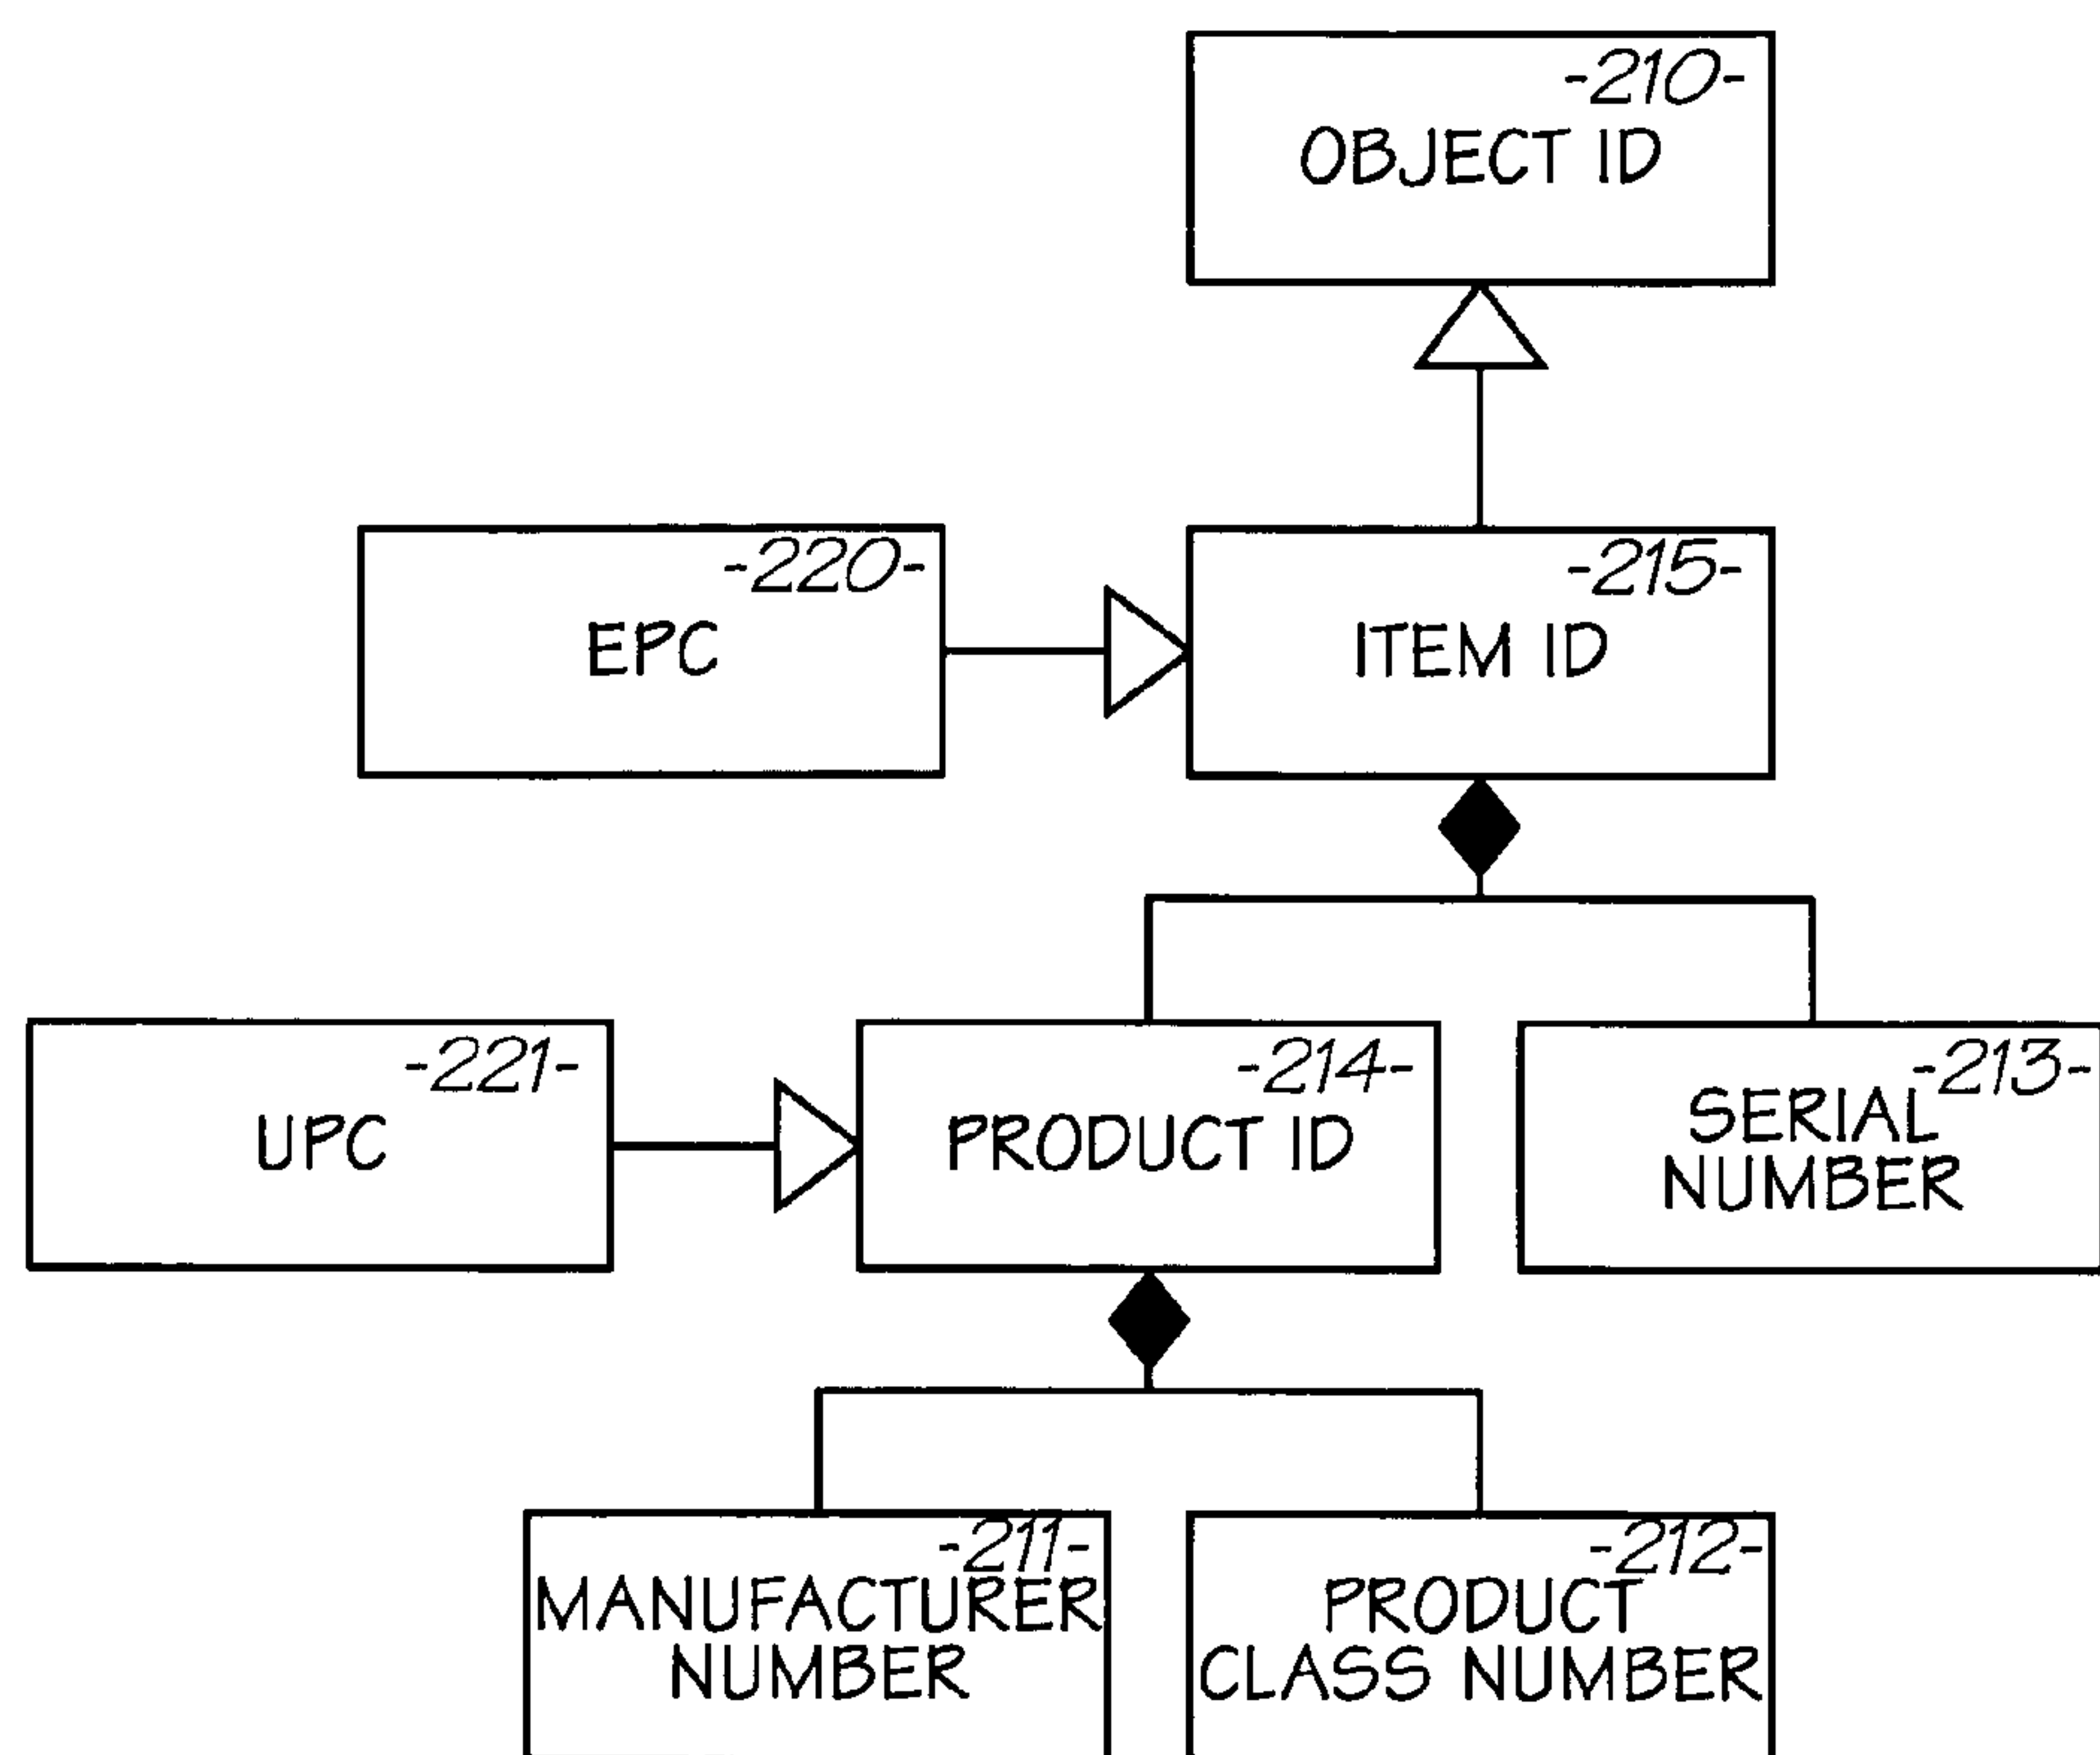 -210-
OBJECT ID
-220-
EPC
-215-
ITEM ID
-221-
UPC
-214-
PRODUCT ID
-213-
SERIAL
NUMBER
-211-
MANUFACTURER
NUMBER
-212-
PRODUCT
CLASS NUMBER